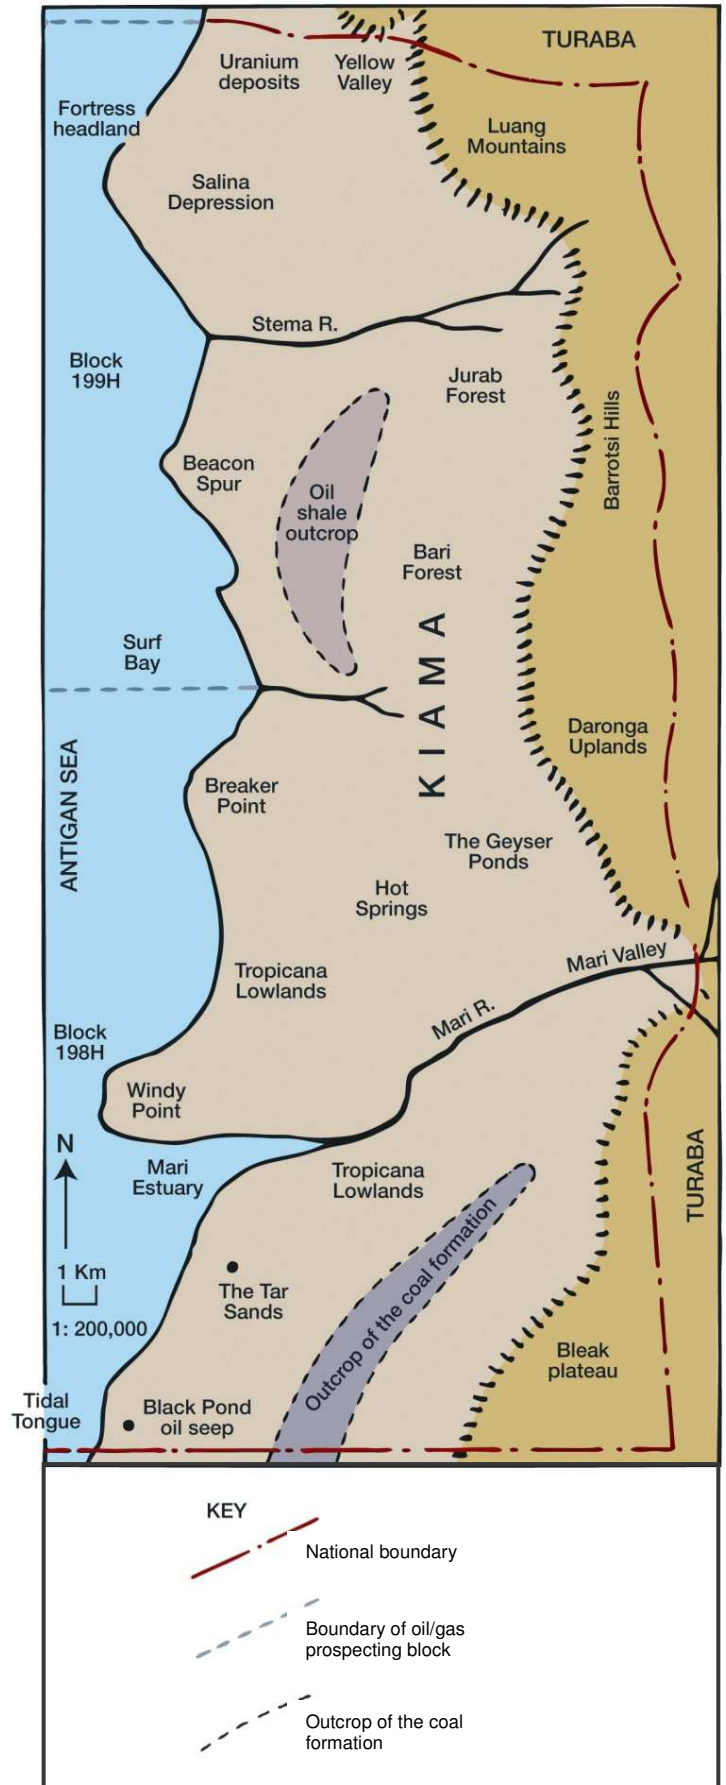 TURABA
Uranium
deposits
Yellow
Valley
Fortress
headland
Luang
Mountains
Salina
Depression
Stema R.
Block
199H
Jurab
Forest
Barrotsi Hills
Beacon
Spur
Oil
shale
outcrop
Bari
Forest
Surf
Bay
KIAMA
Daronga
Uplands
ANTIGAN SEA
Breaker
Point
The Geyser
Ponds
Hot
Springs
Mari Valley
Tropicana
Lowlands
Mari R.
Block
198H
Windy
Point
N
Mari
Estuary
Tropicana
Lowlands
TURABA
Outcrop of the coal formation
1 Km
1: 200,000
The Tar
Sands
Bleak
plateau
Tidal
Tongue
Black Pond
oil seep
KEY
National boundary
Boundary of oil/gas
prospecting block
Outcrop of the coal
formation